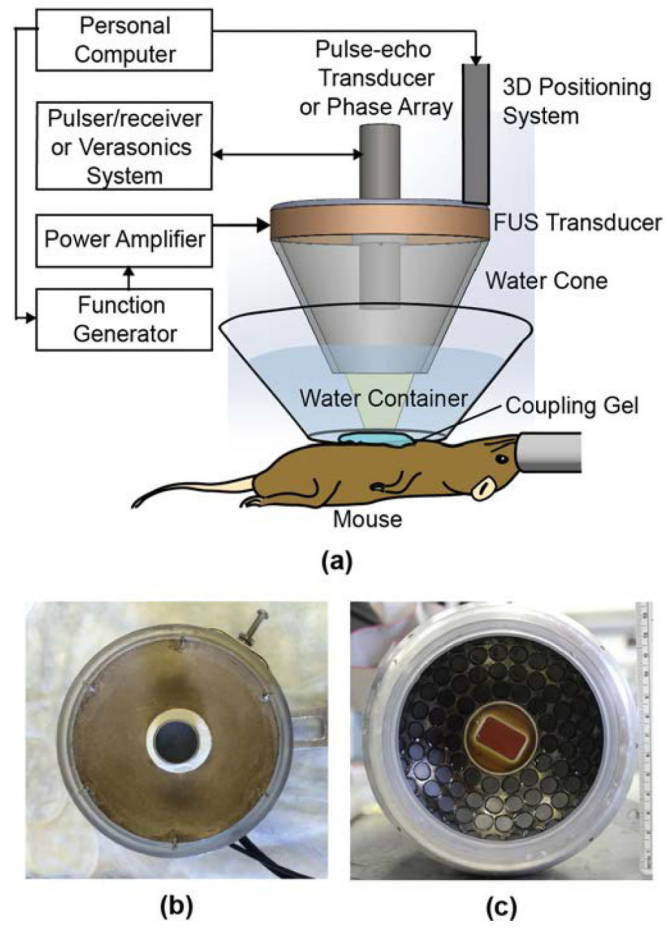 Personal
Computer
Pulse-echo
Transducer
or Phase Array
3D Positioning
System
Pulser/receiver
or Verasonics
System
Power Amplifier
FUS Transducer
Function
Generator
Water Cone
Water Container
Coupling Gel
Mouse
(a)
(b)
(c)